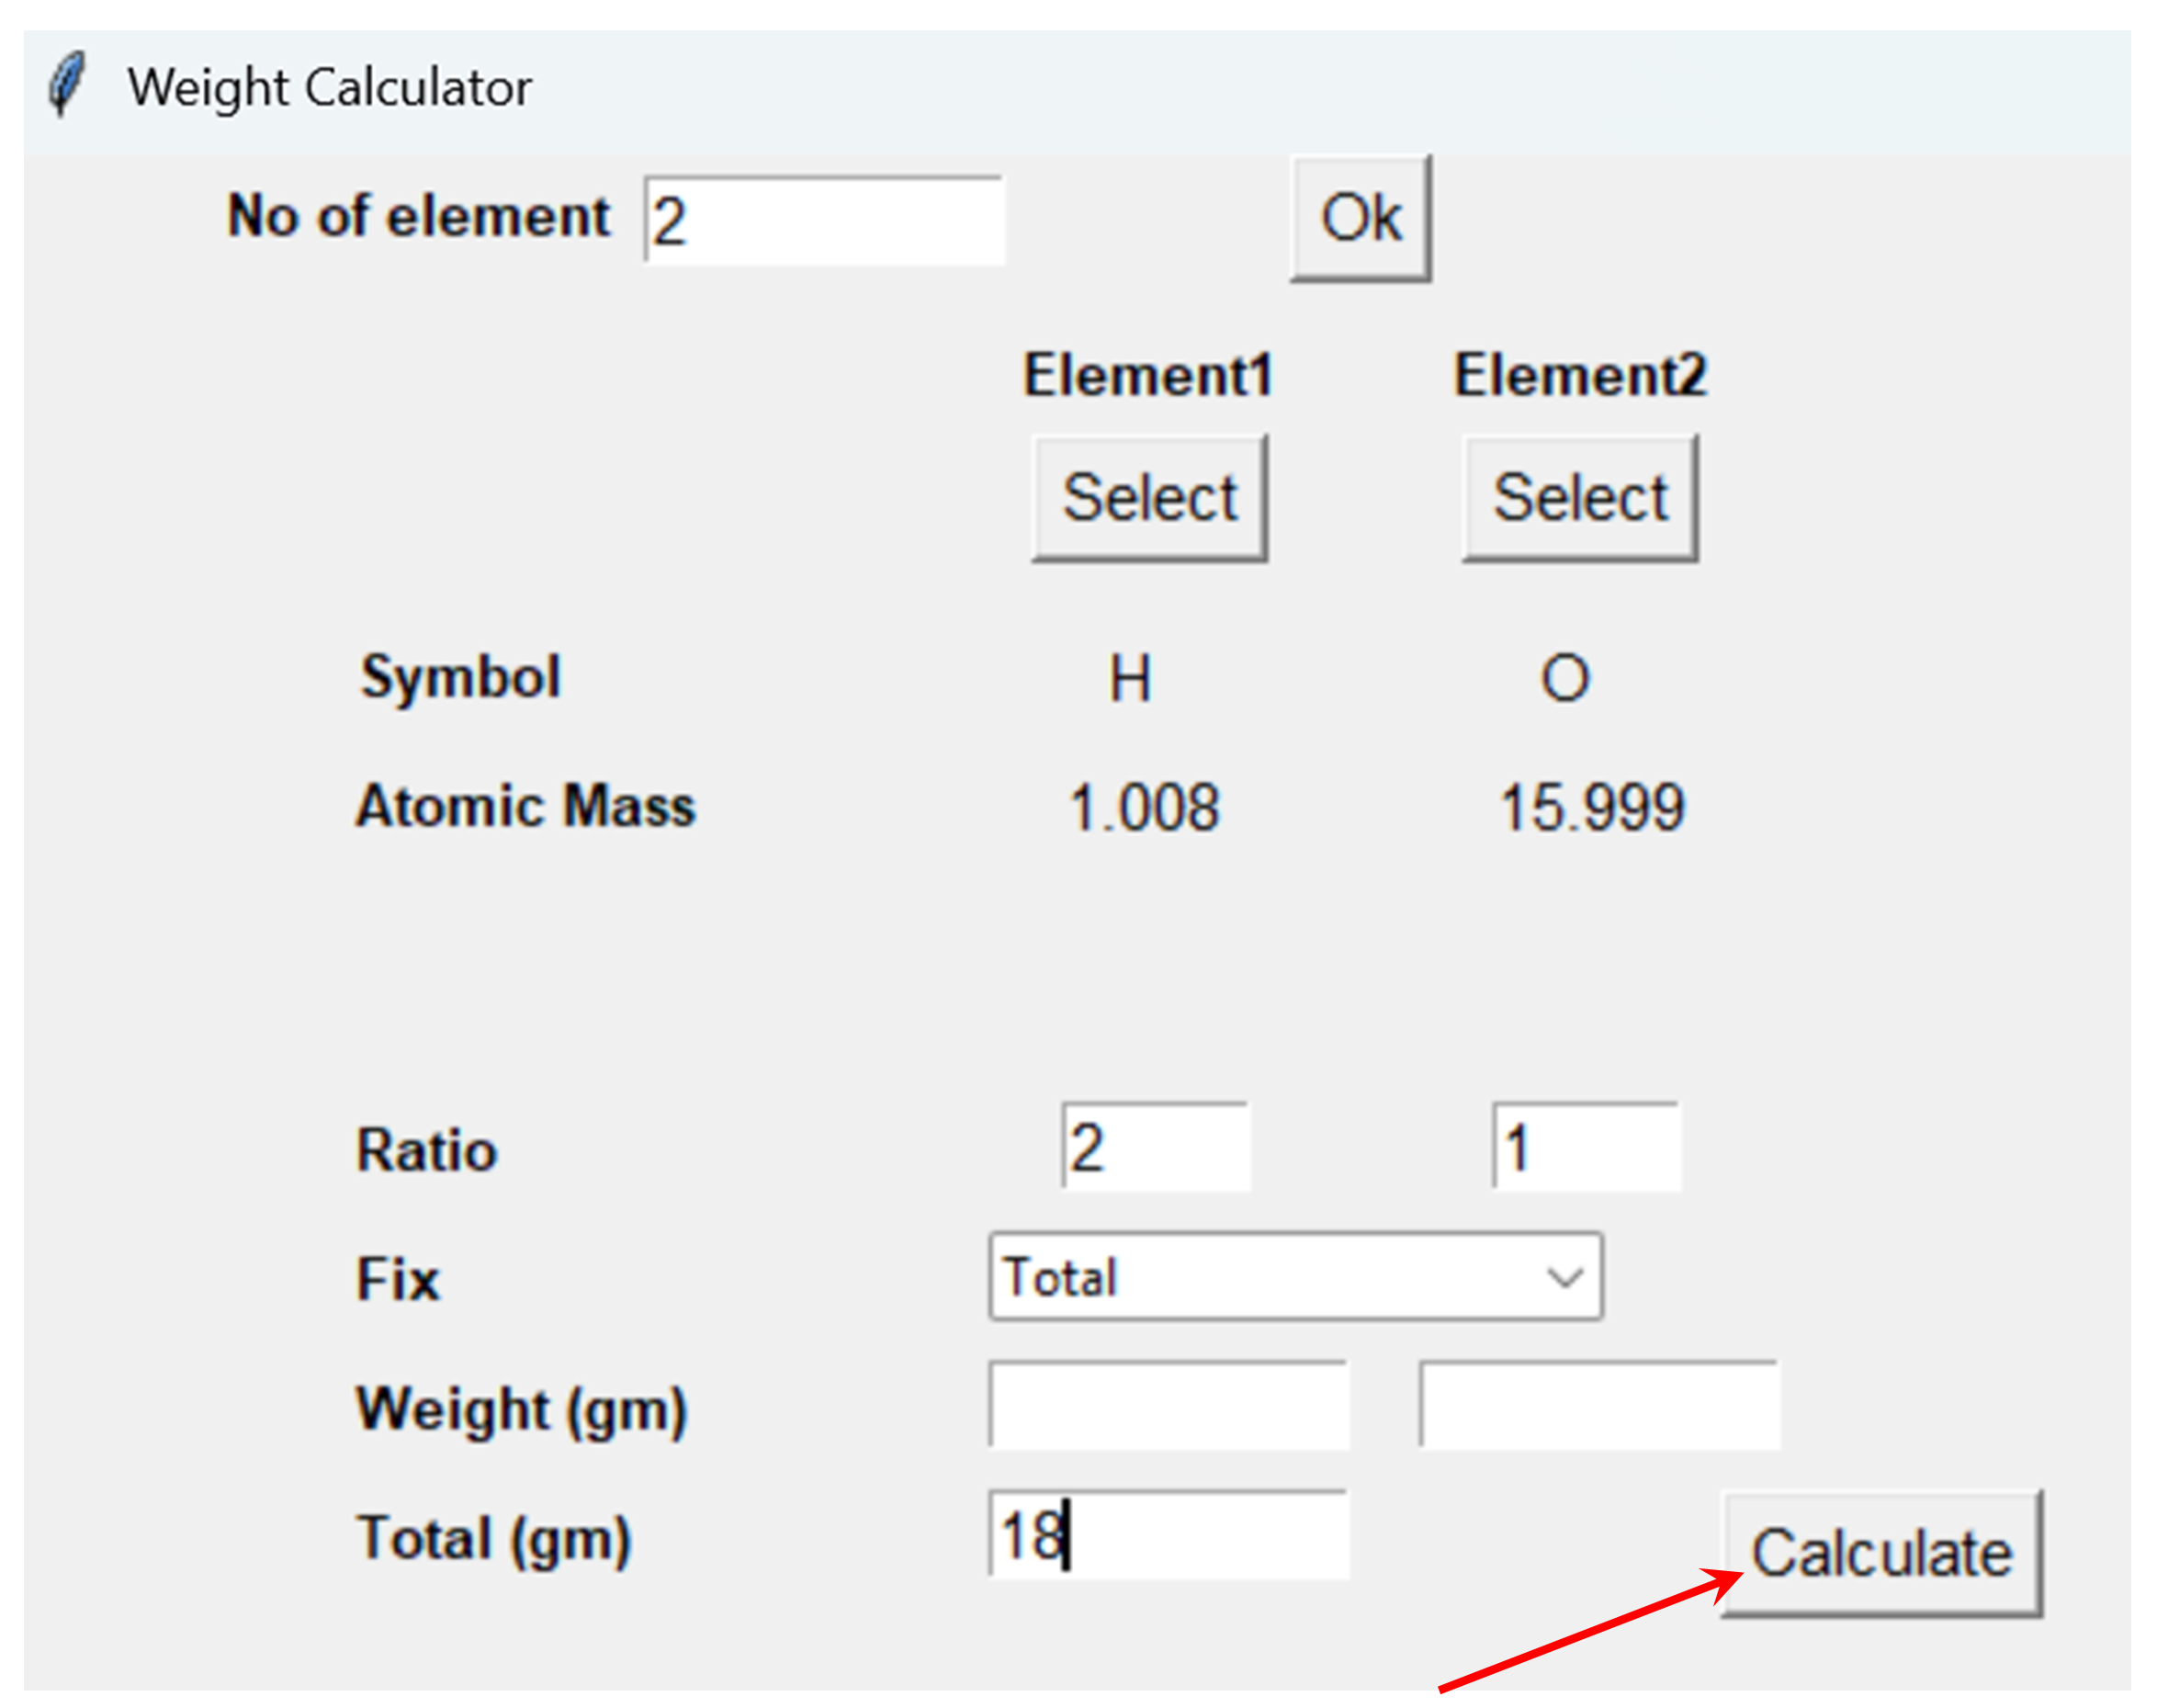 Weight Calculator
No of element 2 Ok
Element1 Element2
Select Select
Symbol H O
Atomic Mass 1.008 15.999
Ratio 2 1
Fix Total
Weight (gm)
Total (gm) 18 Calculate